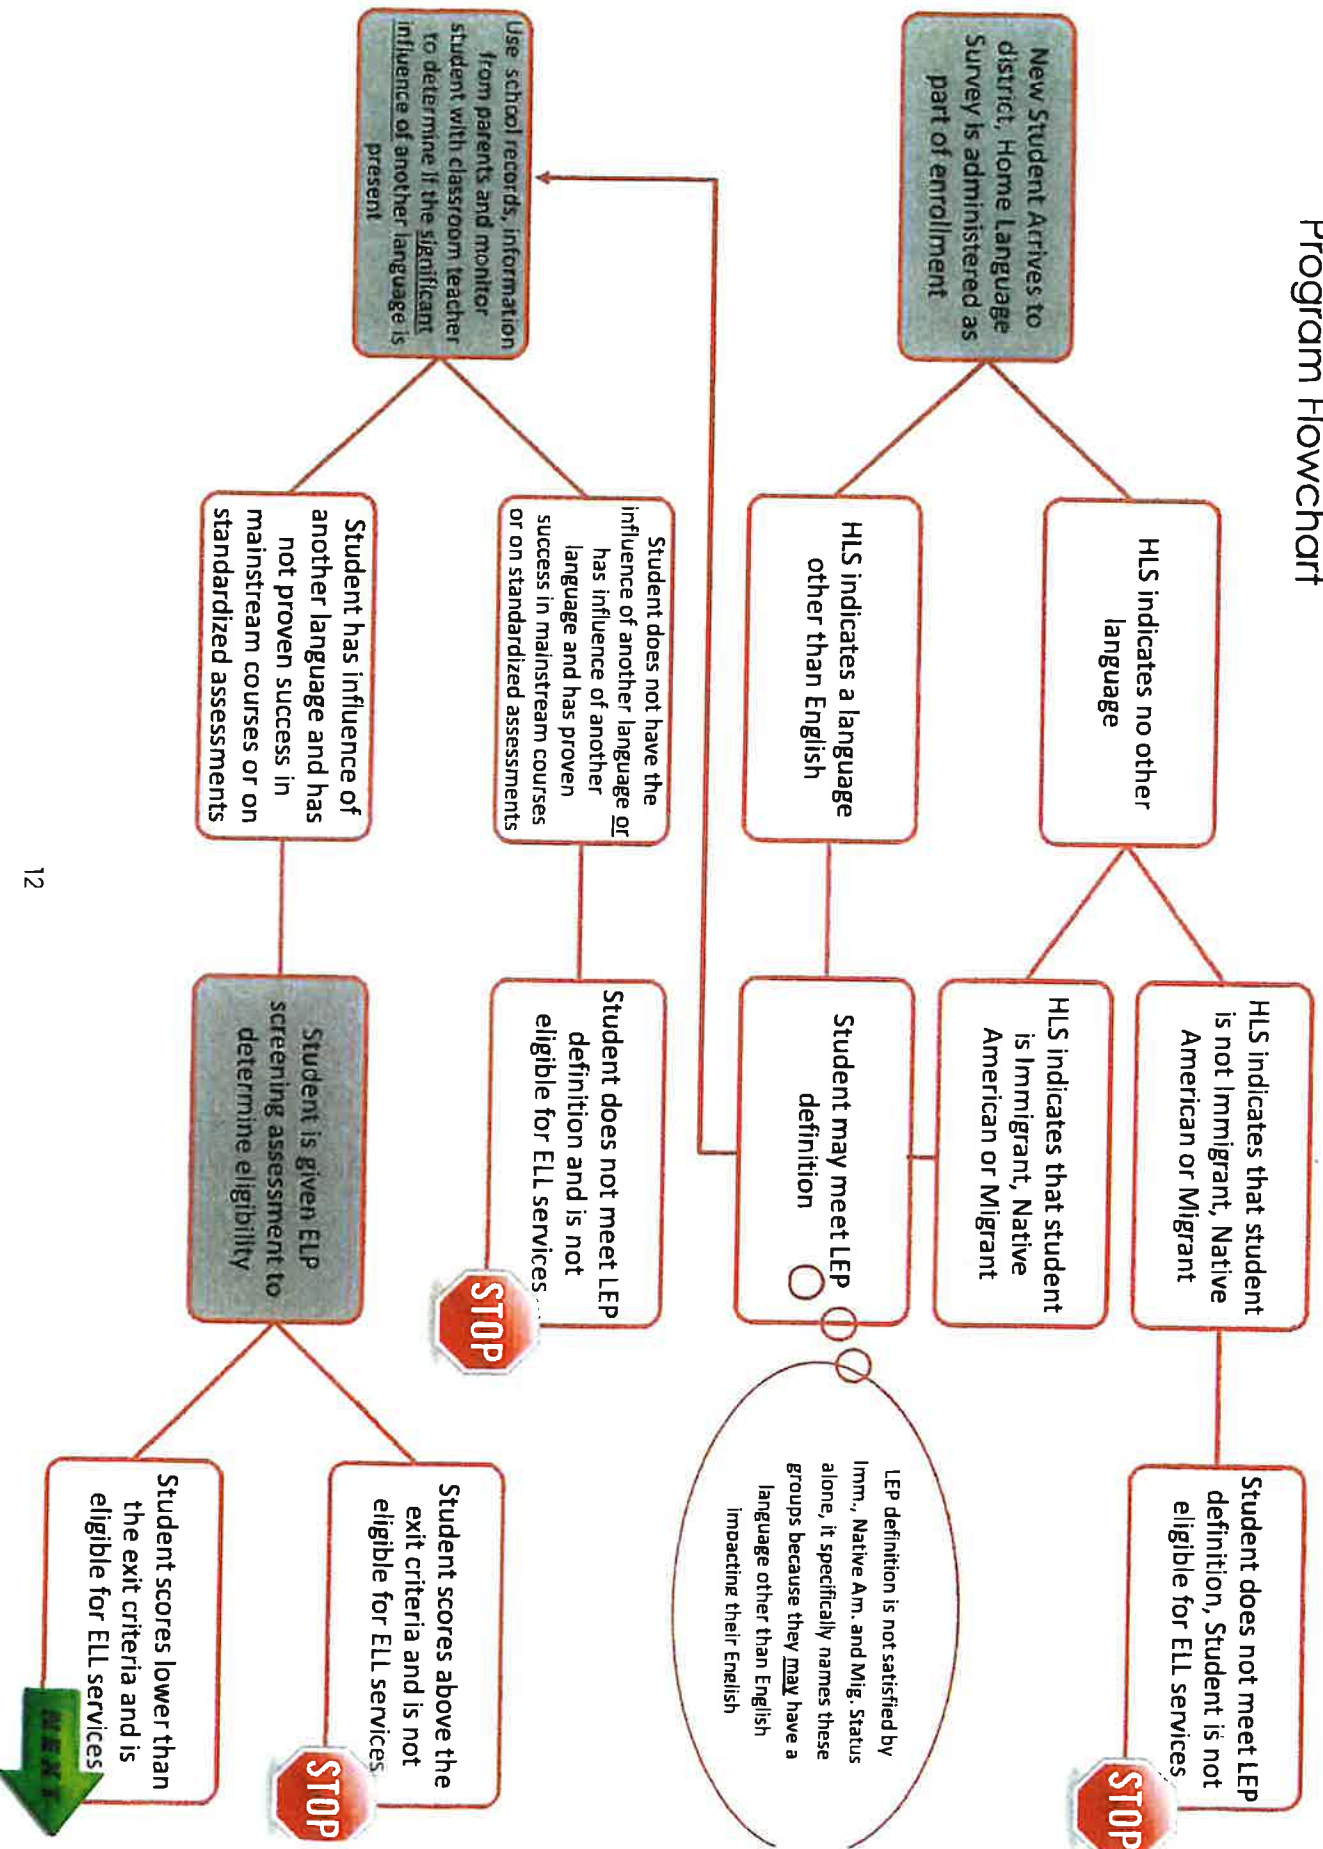 Program Flowchart
New Student Arrives to
district, Home Language
Survey is administered as
part of enrollment
HLS indicates no other
language
HLS indicates that student
is not Immigrant, Native
American or Migrant
Student does not meet LEP
definition, Student is not
eligible for ELL services
STOP
HLS indicates that student
is Immigrant, Native
American or Migrant
HLS indicates a language
other than English
Student may meet LEP
definition
LEP definition is not satisfied by
Imm., Native Am. and Mig. Status
alone, it specifically names these
groups because they may have a
language other than English
impacting their English
Use school records, information
from parents and monitor
student with classroom teacher
to determine if the significant
influence of another language is
present
Student does not have the
influence of another language or
has influence of another
language and has proven
success in mainstream courses
or on standardized assessments
Student does not meet LEP
definition and is not
eligible for ELL services
STOP
Student has influence of
another language and has
not proven success in
mainstream courses or on
standardized assessments
Student is given ELP
screening assessment to
determine eligibility
Student scores above the
exit criteria and is not
eligible for ELL services
STOP
Student scores lower than
the exit criteria and is
eligible for ELL services
NEXT
12